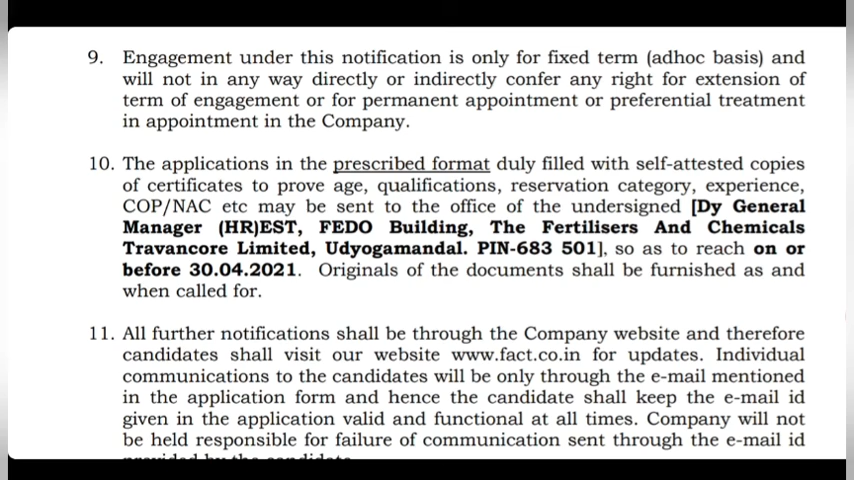 9. Engagement under this notification is only for fixed term (adhoc basis) and
will not in any way directly or indirectly confer any right for extension of
term of engagement or for permanent appointment or preferential treatment
in appointment in the Company.
10. The applications in the prescribed format duly filled with self-attested copies
of certificates to prove age, qualifications, reservation category, experience,
COP/NAC etc may be sent to the office of the undersigned [Dy General
Manager (HR)EST, FEDO Building, The Fertilisers And Chemicals
Travancore Limited, Udyogamandal. PIN-683 501], so as to reach on or
before 30.04.2021. Originals of the documents shall be furnished as and
when called for.
11. All further notifications shall be through the Company website and therefore
candidates shall visit our website www.fact.co.in for updates. Individual
communications to the candidates will be only through the e-mail mentioned
in the application form and hence the candidate shall keep the e-mail id
given in the application valid and functional at all times. Company will not
be held responsible for failure of communication sent through the e-mail id